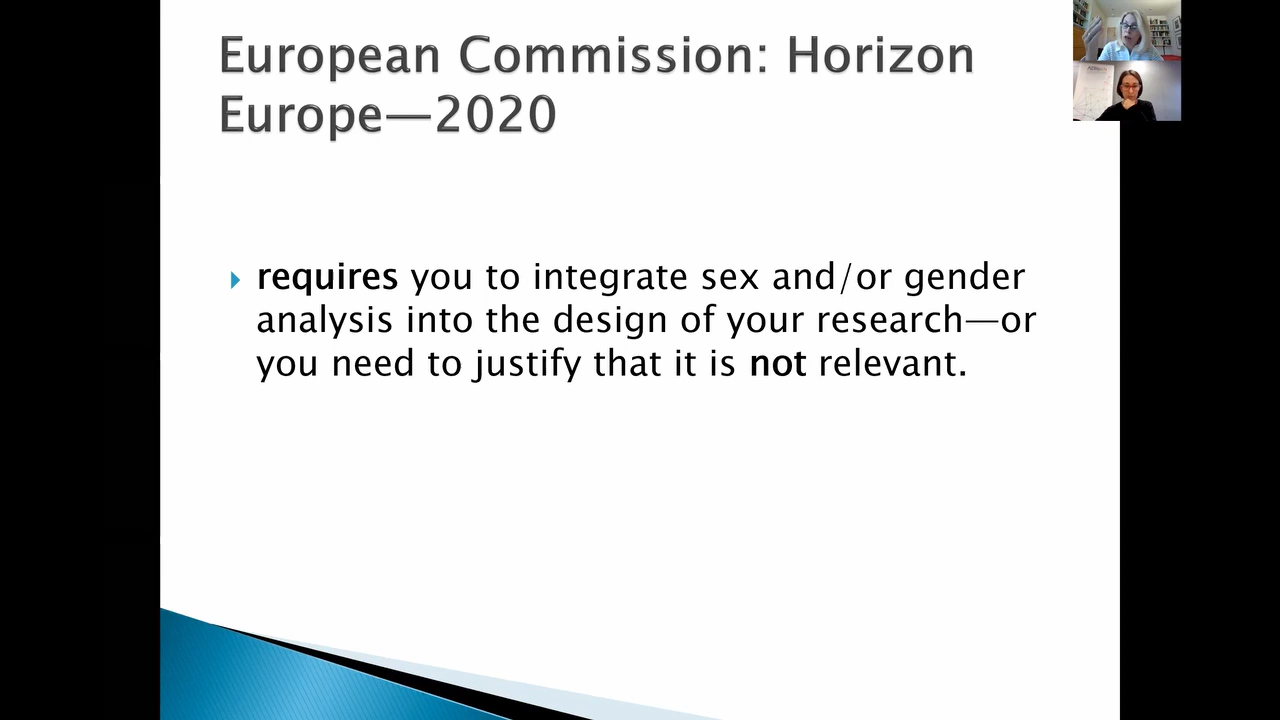 European Commission: Horizon
Europe—2020
requires you to integrate sex and/or gender
analysis into the design of your research—or
you need to justify that it is not relevant.